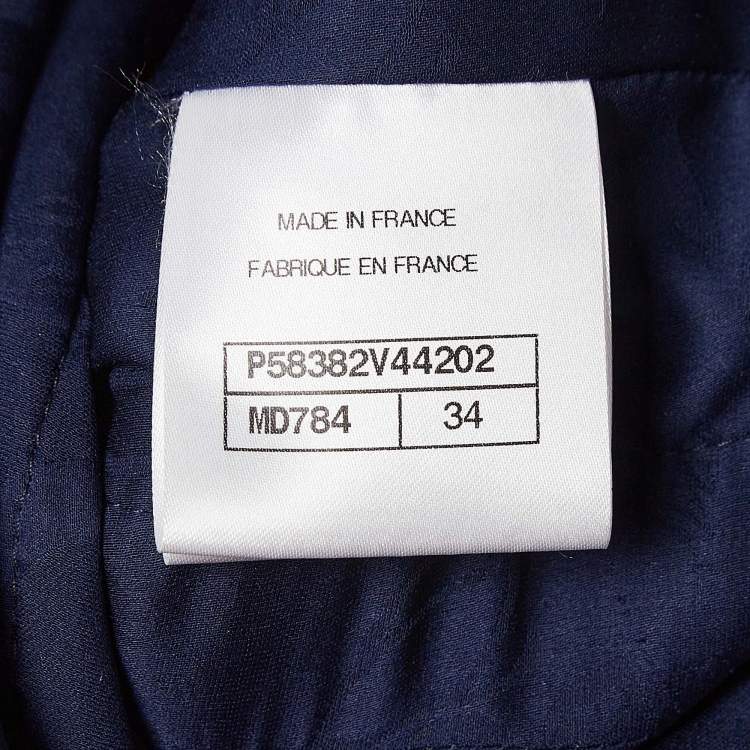 MADE IN FRANCE
FABRIQUE EN FRANCE
P58382V44202
MD784 34